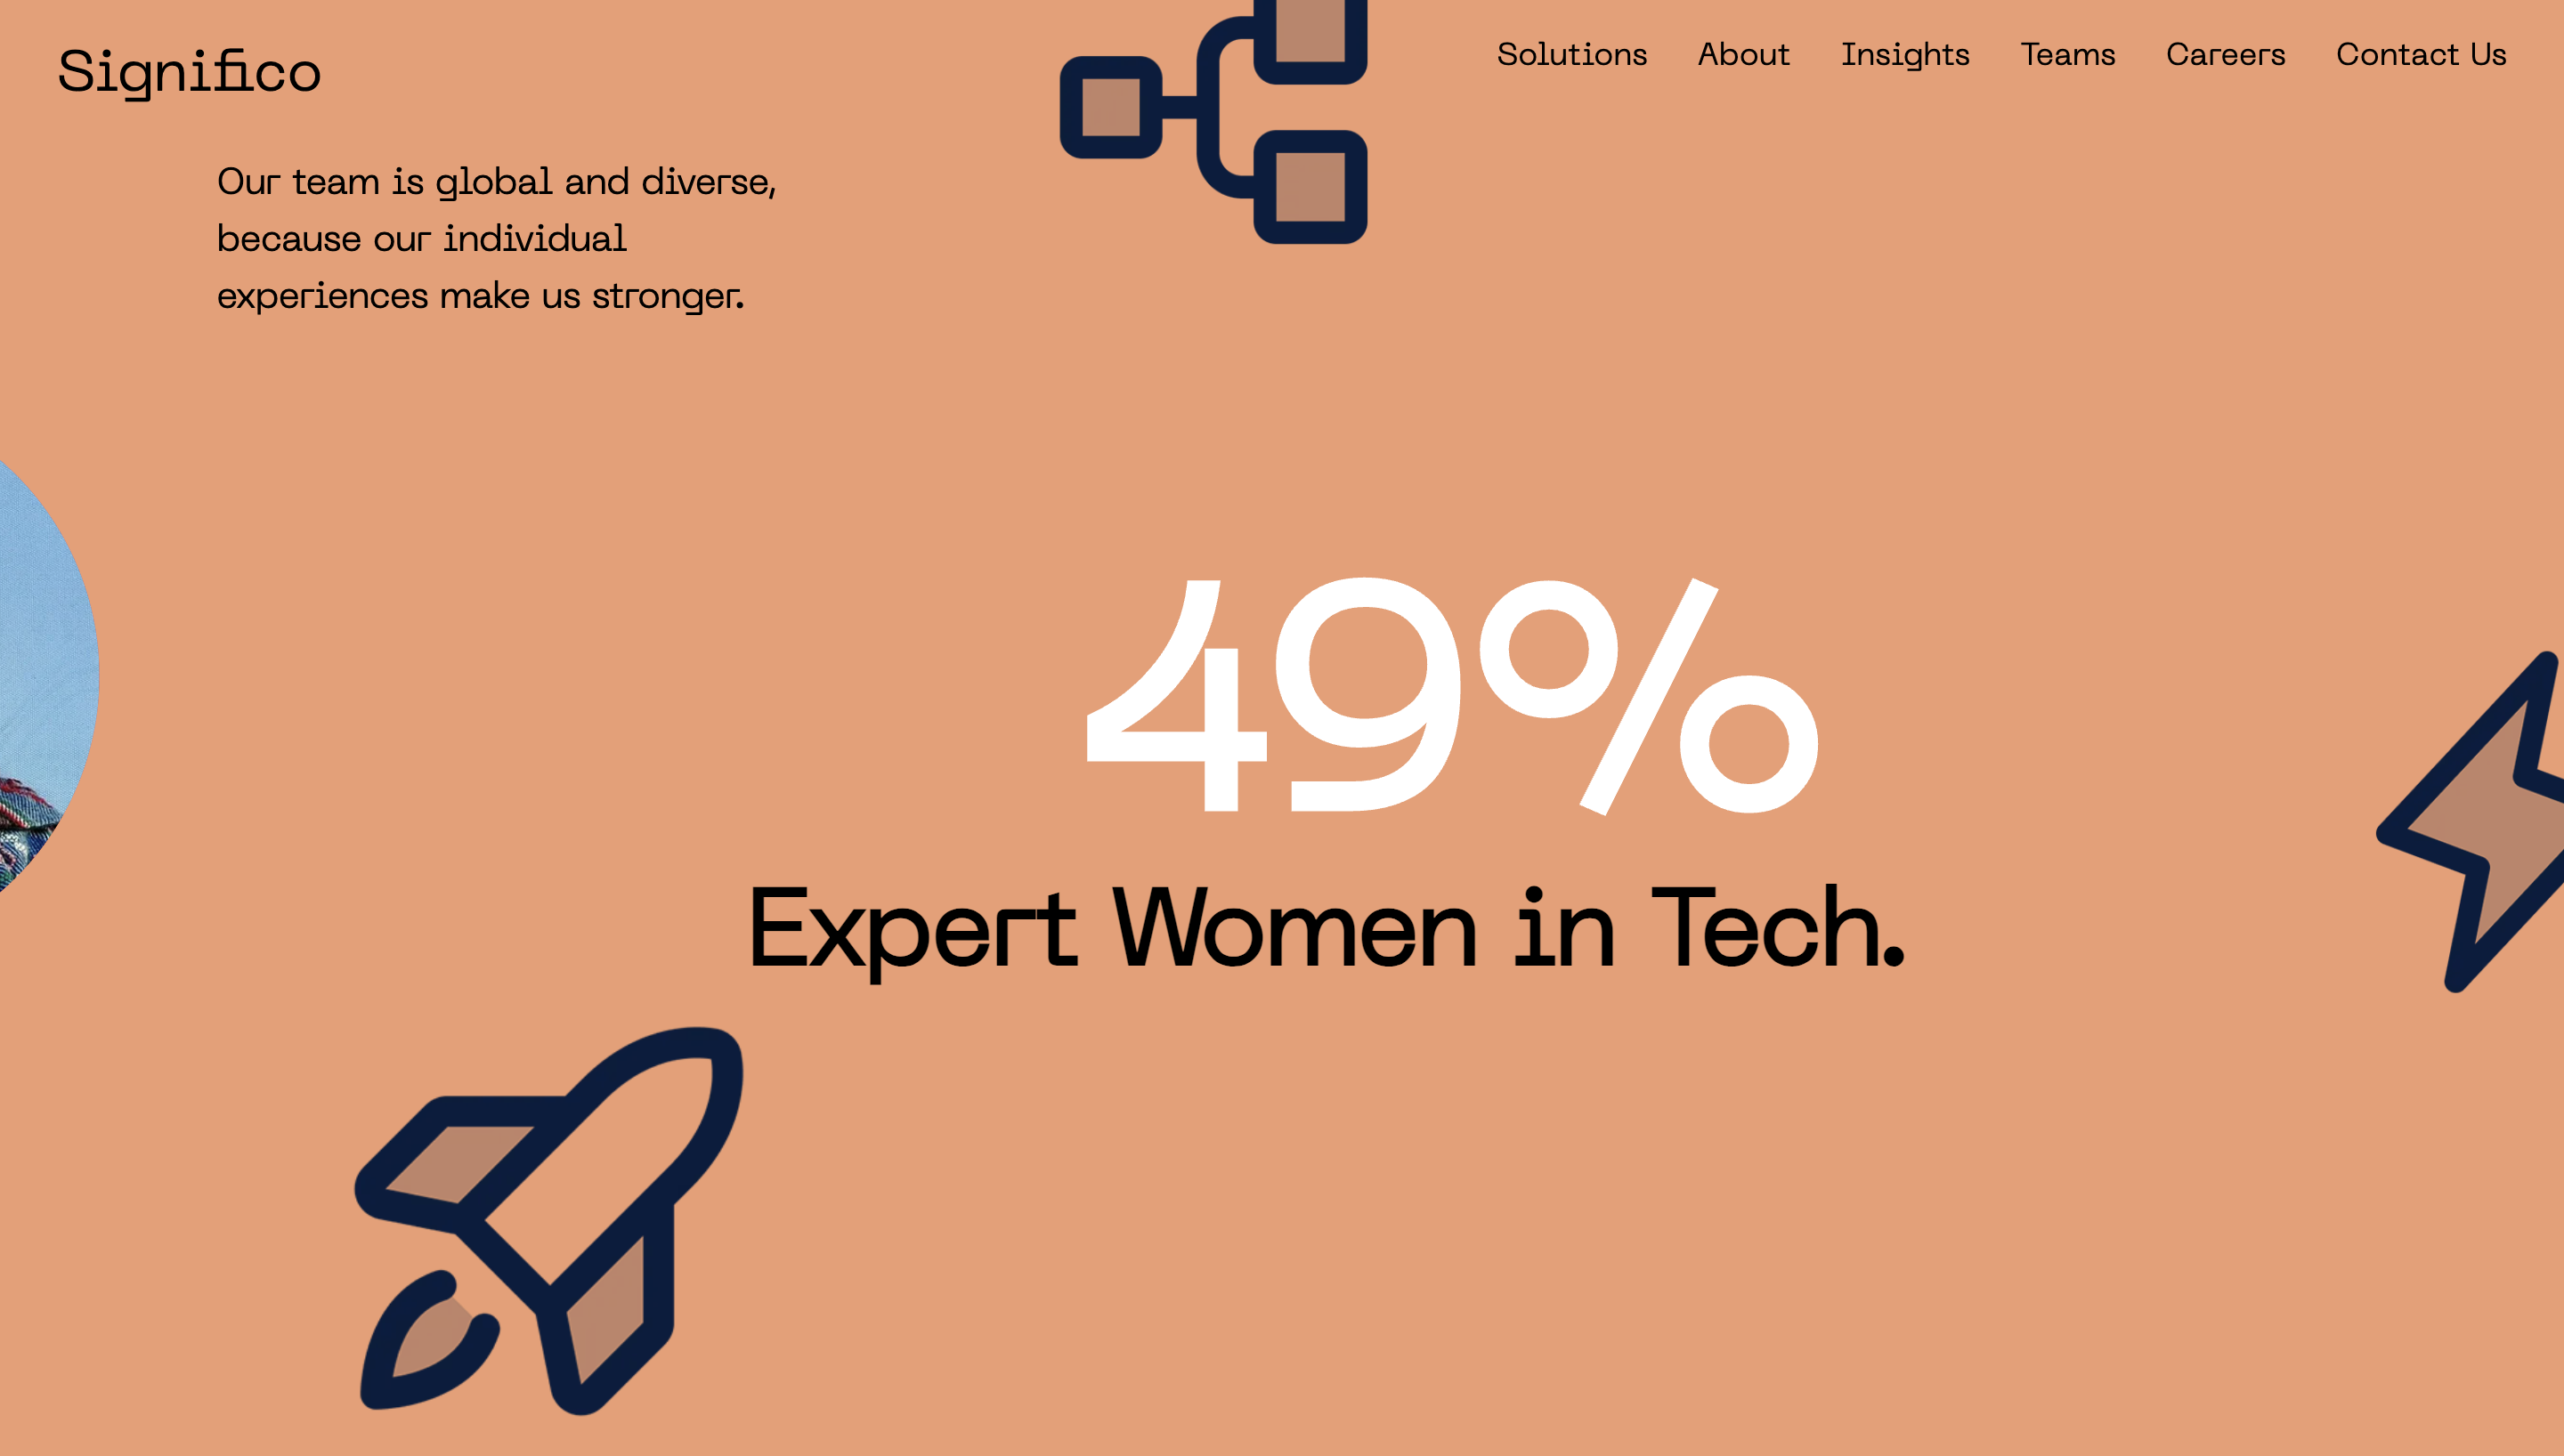 Significo
Solutions About Insights Teams Careers Contact Us
Our team is global and diverse,
because our individual
experiences make us stronger.
49%
Expert Women in Tech.